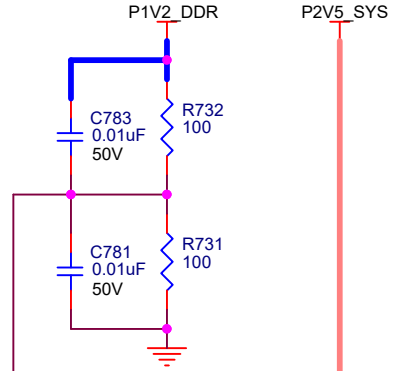 P1V2_DDR
P2V5_SYS
C783
0.01uF
50V
R732
100
C781
0.01uF
50V
R731
100